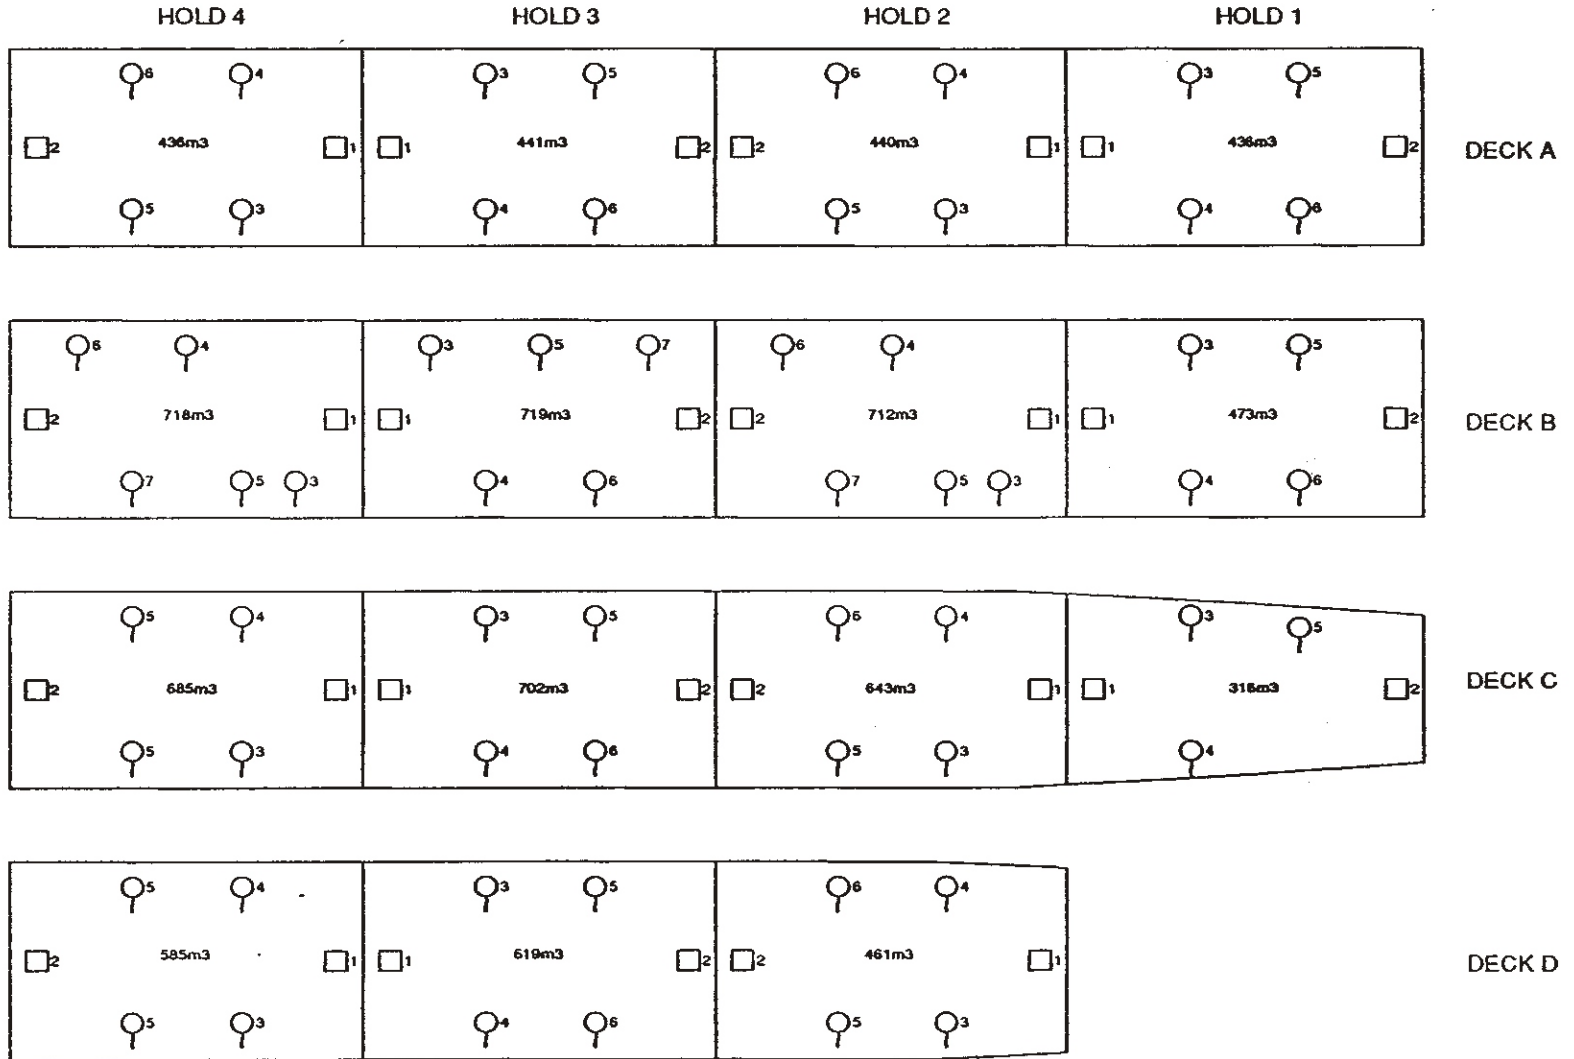 HOLD 4 HOLD 3 HOLD 2 HOLD 1
6 4 3 5 6 4 3 5
2 436m3 1 1 441m3 2 2 440m3 1 1 436m3 2 DECK A
5 3 4 6 5 3 4 6
6 4 3 5 7 6 4 3 5
2 718m3 1 1 719m3 2 2 712m3 1 1 473m3 2 DECK B
7 5 3 4 6 7 5 3 4 6
5 4 3 5 6 4 3 5
2 685m3 1 1 702m3 2 2 643m3 1 1 316m3 2 DECK C
5 3 4 6 5 3 4
5 4 3 5 6 4
2 585m3 1 1 619m3 2 2 461m3 1 DECK D
5 3 4 6 5 3